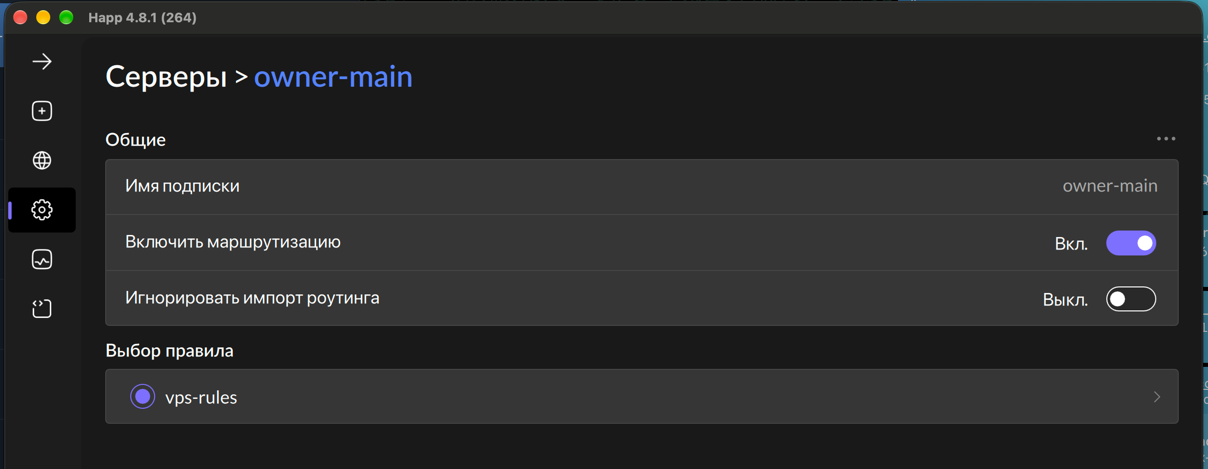 Happ 4.8.1 (264)
Серверы > owner-main
Общие
Имя подписки owner-main
Включить маршрутизацию Вкл.
Игнорировать импорт роутинга Выкл.
Выбор правила
vps-rules